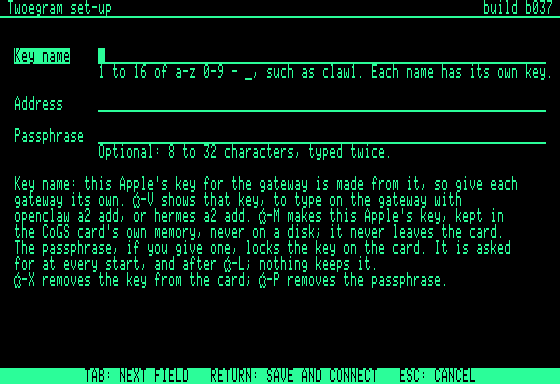 Twoegram set-up build b037
Key name
1 to 16 of a-z 0-9 - _, such as claw1. Each name has its own key.
Address
Passphrase
Optional: 8 to 32 characters, typed twice.
Key name: this Apple's key for the gateway is made from it, so give each
gateway its own. -V shows that key, to type on the gateway with
openclaw a2 add, or hermes a2 add. -M makes this Apple's key, kept in
the CoGS card's own memory, never on a disk; it never leaves the card.
The passphrase, if you give one, locks the key on the card. It is asked
for at every start, and after -L; nothing keeps it.
-X removes the key from the card; -P removes the passphrase.
TAB: NEXT FIELD RETURN: SAVE AND CONNECT ESC: CANCEL